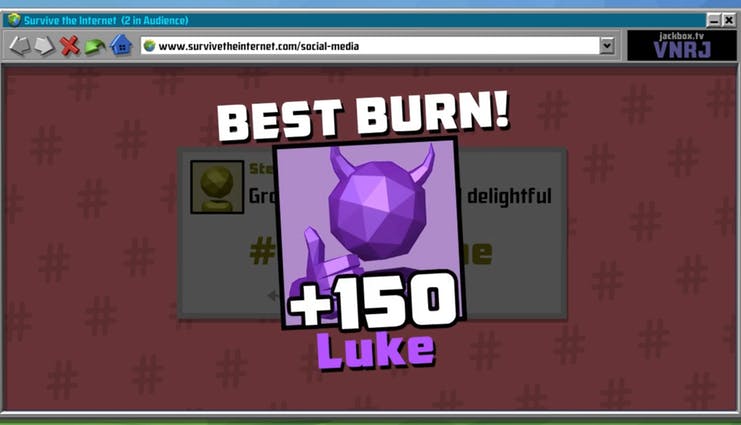 Survive the Internet (2 in Audience)
www.survivetheinternet.com/social-media
jackbox.tv
VNRJ
BEST BURN!
delightful
#
+150
Luke